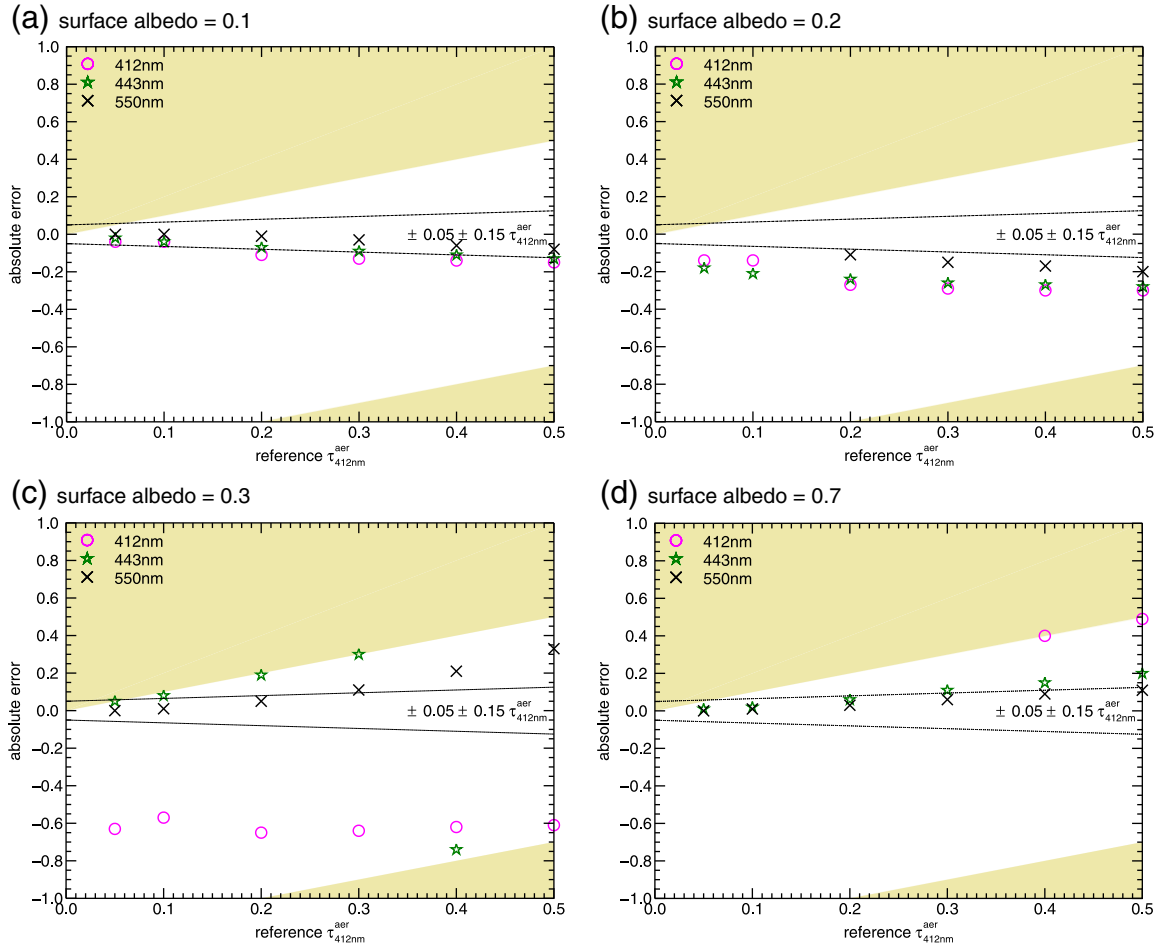 (a) surface albedo = 0.1
1.0
0.8
0.6
0.4
0.2
0.0
−0.2
−0.4
−0.6
−0.8
−1.0
absolute error
412nm
443nm
550nm
± 0.05 ± 0.15 τ^aer_412nm
0.0 0.1 0.2 0.3 0.4 0.5
reference τ^aer_412nm
(b) surface albedo = 0.2
1.0
0.8
0.6
0.4
0.2
0.0
−0.2
−0.4
−0.6
−0.8
−1.0
absolute error
412nm
443nm
550nm
± 0.05 ± 0.15 τ^aer_412nm
0.0 0.1 0.2 0.3 0.4 0.5
reference τ^aer_412nm
(c) surface albedo = 0.3
1.0
0.8
0.6
0.4
0.2
0.0
−0.2
−0.4
−0.6
−0.8
−1.0
absolute error
412nm
443nm
550nm
± 0.05 ± 0.15 τ^aer_412nm
0.0 0.1 0.2 0.3 0.4 0.5
reference τ^aer_412nm
(d) surface albedo = 0.7
1.0
0.8
0.6
0.4
0.2
0.0
−0.2
−0.4
−0.6
−0.8
−1.0
absolute error
412nm
443nm
550nm
± 0.05 ± 0.15 τ^aer_412nm
0.0 0.1 0.2 0.3 0.4 0.5
reference τ^aer_412nm